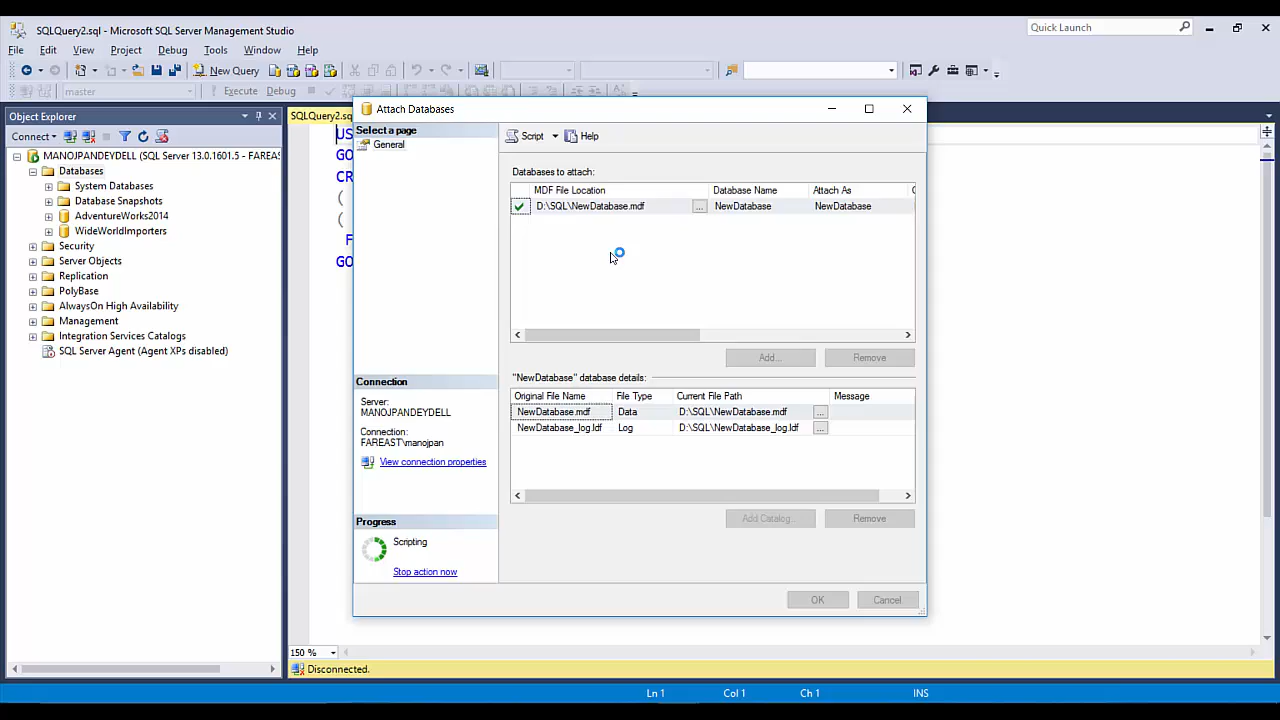 SQLQuery2.sql - Microsoft SQL Server Management Studio
Quick Launch
File Edit View Project Debug Tools Window Help
New Query
master Execute Debug
Object Explorer
Connect
MANOJPANDEYDELL (SQL Server 13.0.1601.5 - FAREAST
Databases
System Databases
Database Snapshots
AdventureWorks2014
WideWorldImporters
Security
Server Objects
Replication
PolyBase
AlwaysOn High Availability
Management
Integration Services Catalogs
SQL Server Agent (Agent XPs disabled)
SQLQuery2.sq
US
GO
CR
(
(
F
GO
Attach Databases
Select a page
General
Script Help
Databases to attach:
MDF File Location Database Name Attach As
D:\SQL\NewDatabase.mdf ... NewDatabase NewDatabase
Add... Remove
"NewDatabase" database details:
Original File Name File Type Current File Path Message
NewDatabase.mdf Data D:\SQL\NewDatabase.mdf ...
NewDatabase_log.ldf Log D:\SQL\NewDatabase_log.ldf ...
Add Catalog... Remove
Connection
Server:
MANOJPANDEYDELL
Connection:
FAREAST\manojpan
View connection properties
Progress
Scripting
Stop action now
OK Cancel
150 %
Disconnected.
Ln 1 Col 1 Ch 1 INS